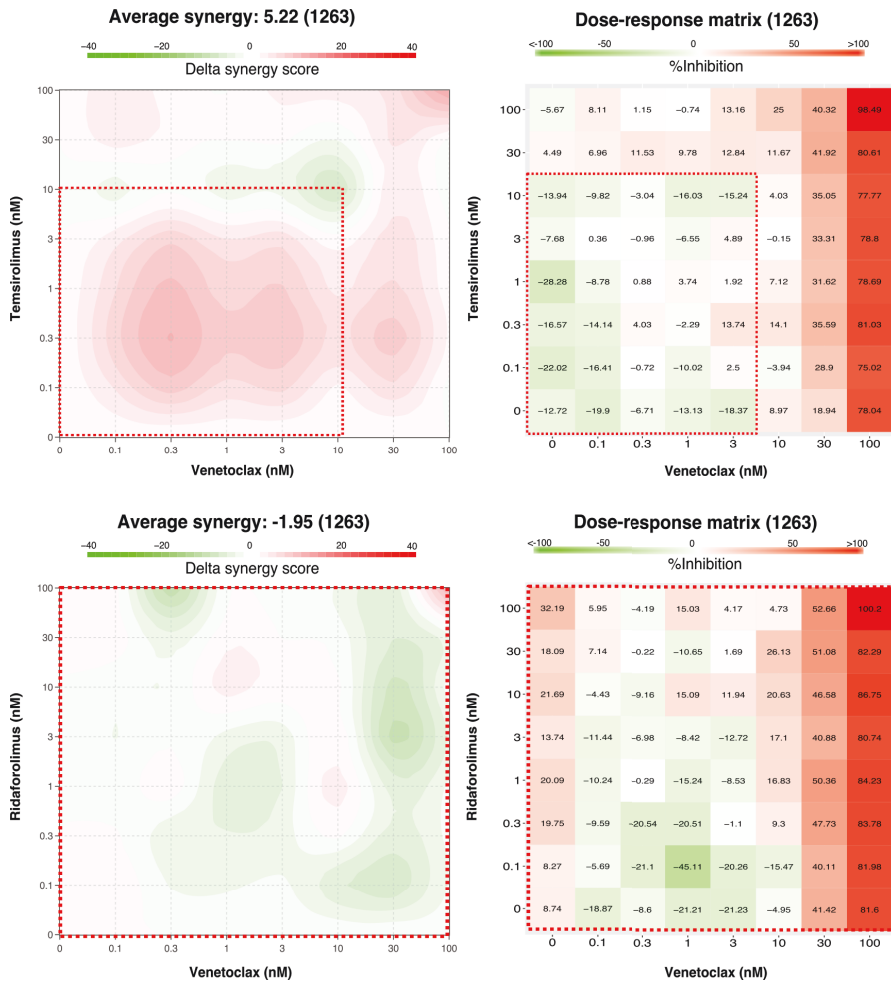 Average synergy: 5.22 (1263)
−40 −20 0 20 40
Delta synergy score
Temsirolimus (nM)
100
30
10
3
1
0.3
0.1
0
0 0.1 0.3 1 3 10 30 100
Venetoclax (nM)
Dose-response matrix (1263)
<-100 -50 0 50 >100
%Inhibition
Temsirolimus (nM)
100 −5.67 8.11 1.15 −0.74 13.16 25 40.32 98.49
30 4.49 6.96 11.53 9.78 12.84 11.67 41.92 80.61
10 −13.94 −9.82 −3.04 −16.03 −15.24 4.03 35.05 77.77
3 −7.68 0.36 −0.96 −6.55 4.89 −0.15 33.31 78.8
1 −28.28 −8.78 0.88 3.74 1.92 7.12 31.62 78.69
0.3 −16.57 −14.14 4.03 −2.29 13.74 14.1 35.59 81.03
0.1 −22.02 −16.41 −0.72 −10.02 2.5 −3.94 28.9 75.02
0 −12.72 −19.9 −6.71 −13.13 −18.37 8.97 18.94 78.04
0 0.1 0.3 1 3 10 30 100
Venetoclax (nM)
Average synergy: -1.95 (1263)
−40 −20 0 20 40
Delta synergy score
Ridaforolimus (nM)
100
30
10
3
1
0.3
0.1
0
0 0.1 0.3 1 3 10 30 100
Venetoclax (nM)
Dose-response matrix (1263)
<-100 -50 0 50 >100
%Inhibition
Ridaforolimus (nM)
100 32.19 5.95 −4.19 15.03 4.17 4.73 52.66 100.2
30 18.09 7.14 −0.22 −10.65 1.69 26.13 51.08 82.29
10 21.69 −4.43 −9.16 15.09 11.94 20.63 46.58 86.75
3 13.74 −11.44 −6.98 −8.42 −12.72 17.1 40.88 80.74
1 20.09 −10.24 −0.29 −15.24 −8.53 16.83 50.36 84.23
0.3 19.75 −9.59 −20.54 −20.51 −1.1 9.3 47.73 83.78
0.1 8.27 −5.69 −21.1 −45.11 −20.26 −15.47 40.11 81.98
0 8.74 −18.87 −8.6 −21.21 −21.23 −4.95 41.42 81.6
0 0.1 0.3 1 3 10 30 100
Venetoclax (nM)